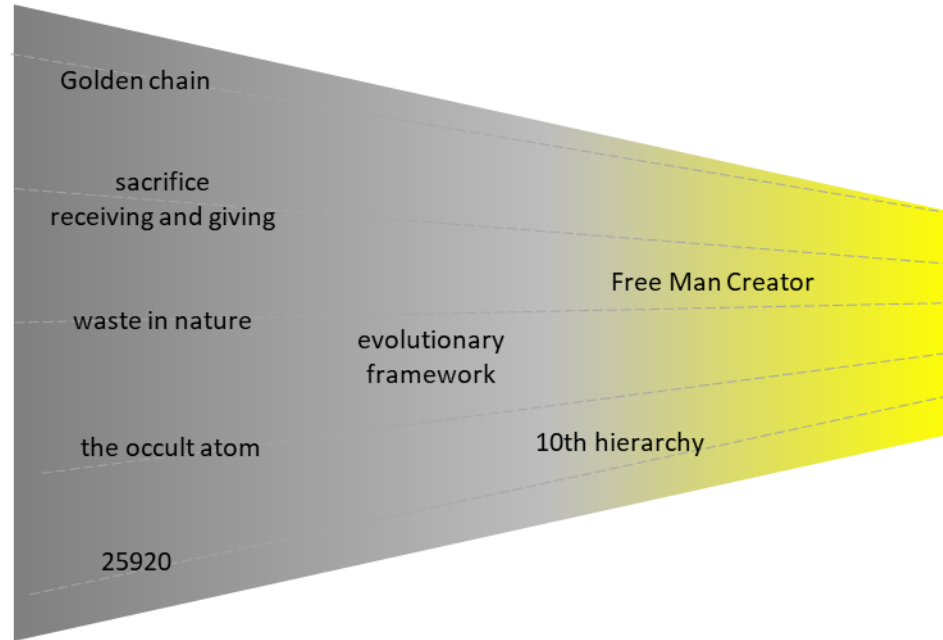 Golden chain
sacrifice
receiving and giving
Free Man Creator
waste in nature
evolutionary
framework
the occult atom
10th hierarchy
25920